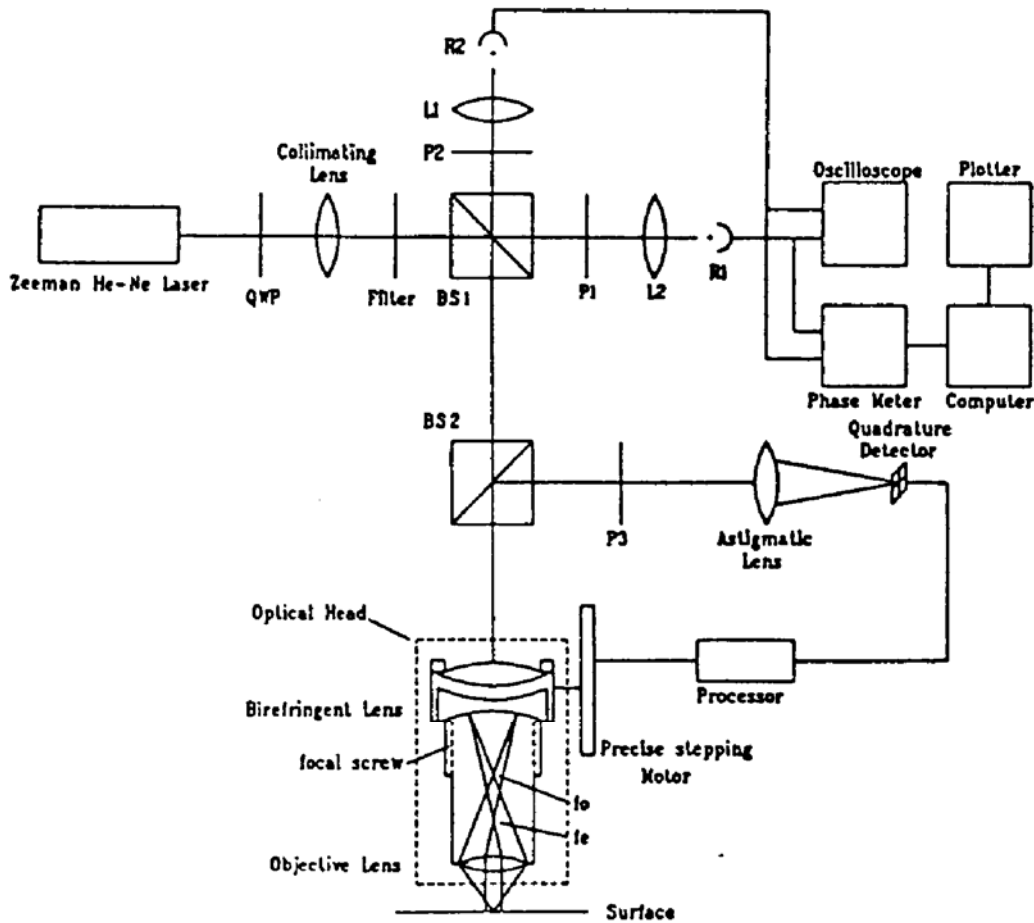 R2
L1
P2
Collimating
Lens
Oscilloscope
Plotter
Zeeman He-Ne Laser
QWP
Filter
BS1
P1
L2
R1
Phase Meter
Computer
Quadrature
Detector
BS2
P3
Astigmatic
Lens
Optical Head
Processor
Birefringent Lens
focal screw
Precise stepping
Motor
fo
fe
Objective Lens
Surface